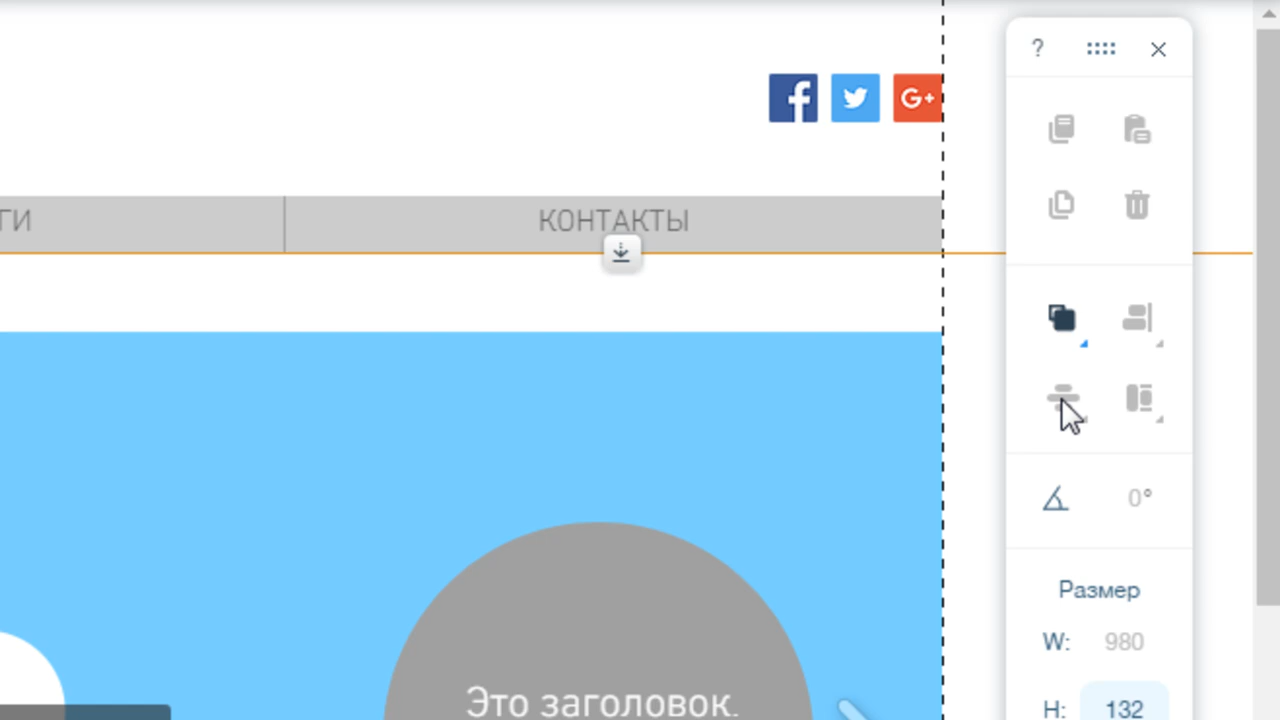 ?
f G+
ГИ
КОНТАКТЫ
0°
Размер
W: 980
H: 132
Это заголовок.